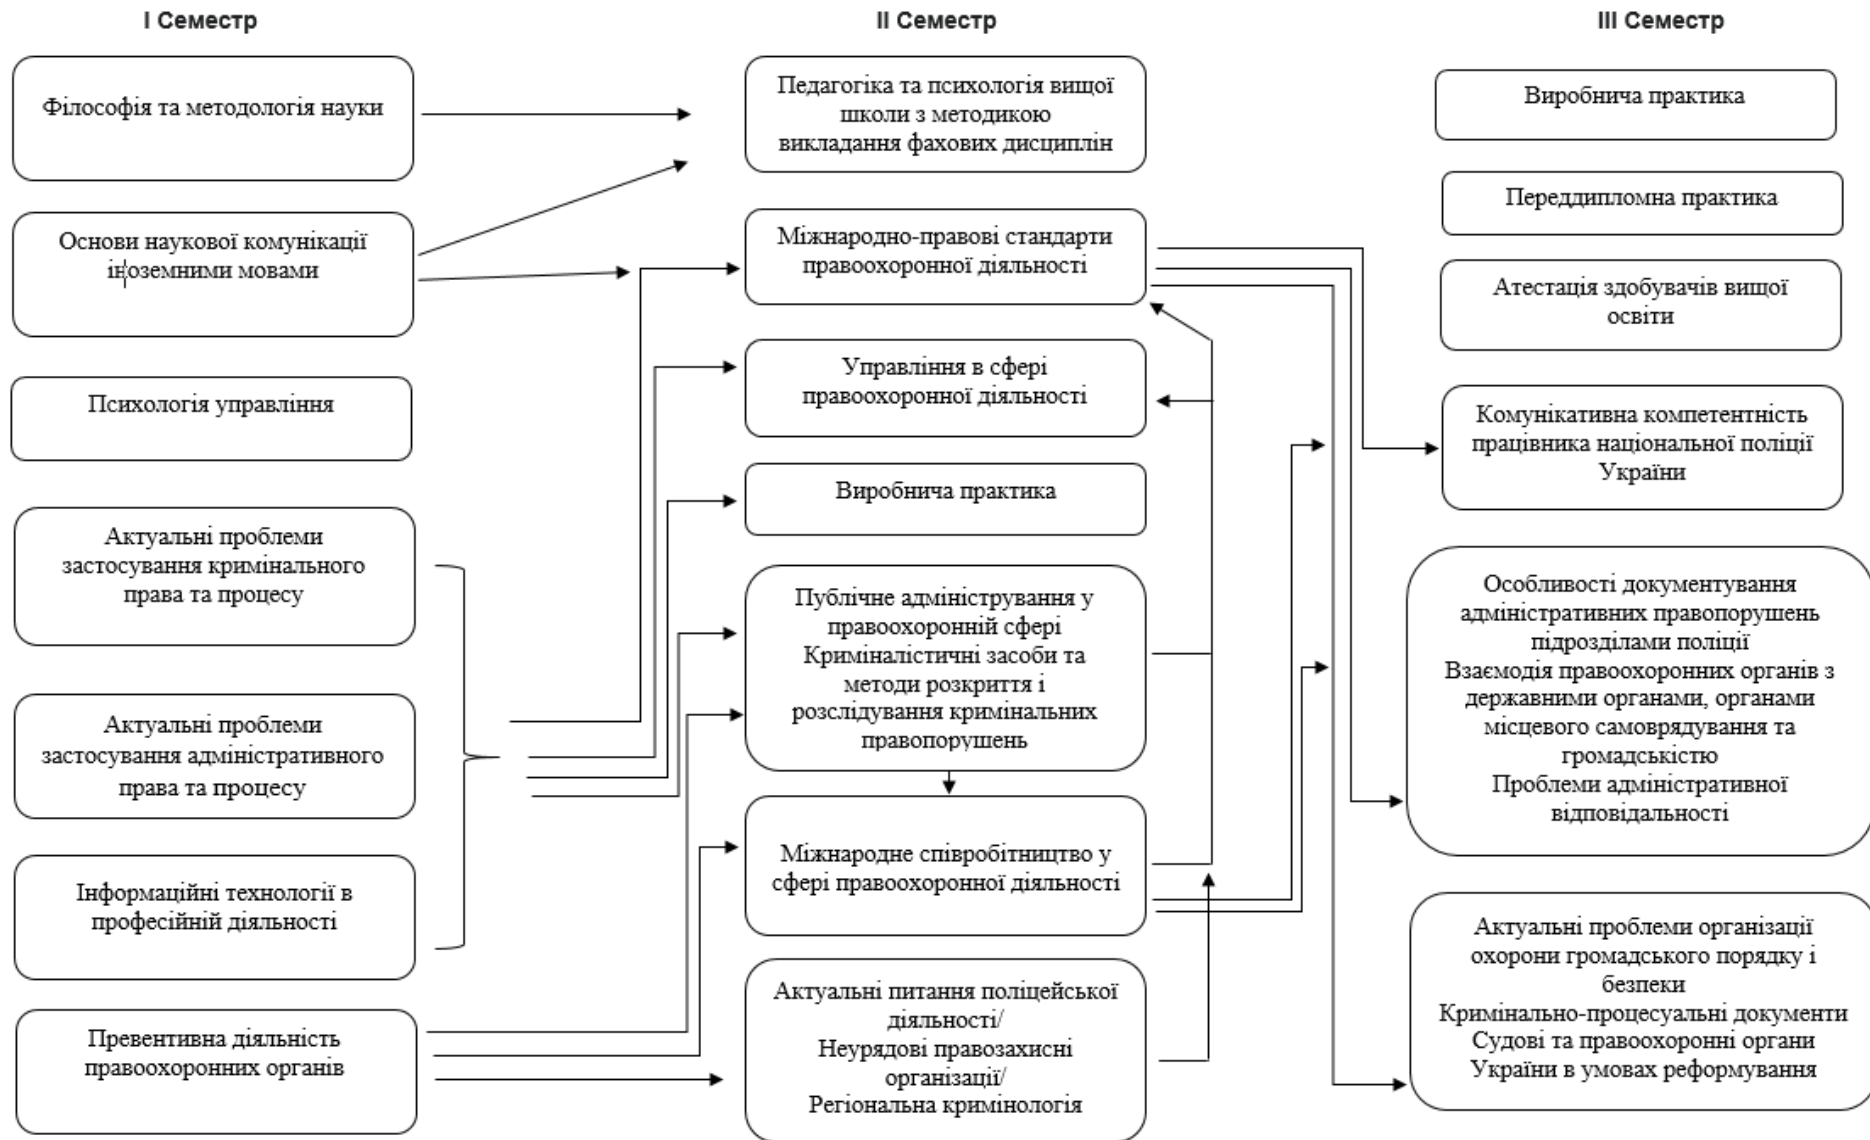 І Семестр
ІІ Семестр
ІІІ Семестр
Філософія та методологія науки
Основи наукової комунікації
іноземними мовами
Психологія управління
Актуальні проблеми
застосування кримінального
права та процесу
Актуальні проблеми
застосування адміністративного
права та процесу
Інформаційні технології в
професійній діяльності
Превентивна діяльність
правоохоронних органів
Педагогіка та психологія вищої
школи з методикою
викладання фахових дисциплін
Міжнародно-правові стандарти
правоохоронної діяльності
Управління в сфері
правоохоронної діяльності
Виробнича практика
Публічне адміністрування у
правоохоронній сфері
Криміналістичні засоби та
методи розкриття і
розслідування кримінальних
правопорушень
Міжнародне співробітництво у
сфері правоохоронної діяльності
Актуальні питання поліцейської
діяльності/
Неурядові правозахисні
організації/
Регіональна кримінологія
Виробнича практика
Переддипломна практика
Атестація здобувачів вищої
освіти
Комунікативна компетентність
працівника національної поліції
України
Особливості документування
адміністративних правопорушень
підрозділами поліції
Взаємодія правоохоронних органів з
державними органами, органами
місцевого самоврядування та
громадськістю
Проблеми адміністративної
відповідальності
Актуальні проблеми організації
охорони громадського порядку і
безпеки
Кримінально-процесуальні документи
Судові та правоохоронні органи
України в умовах реформування